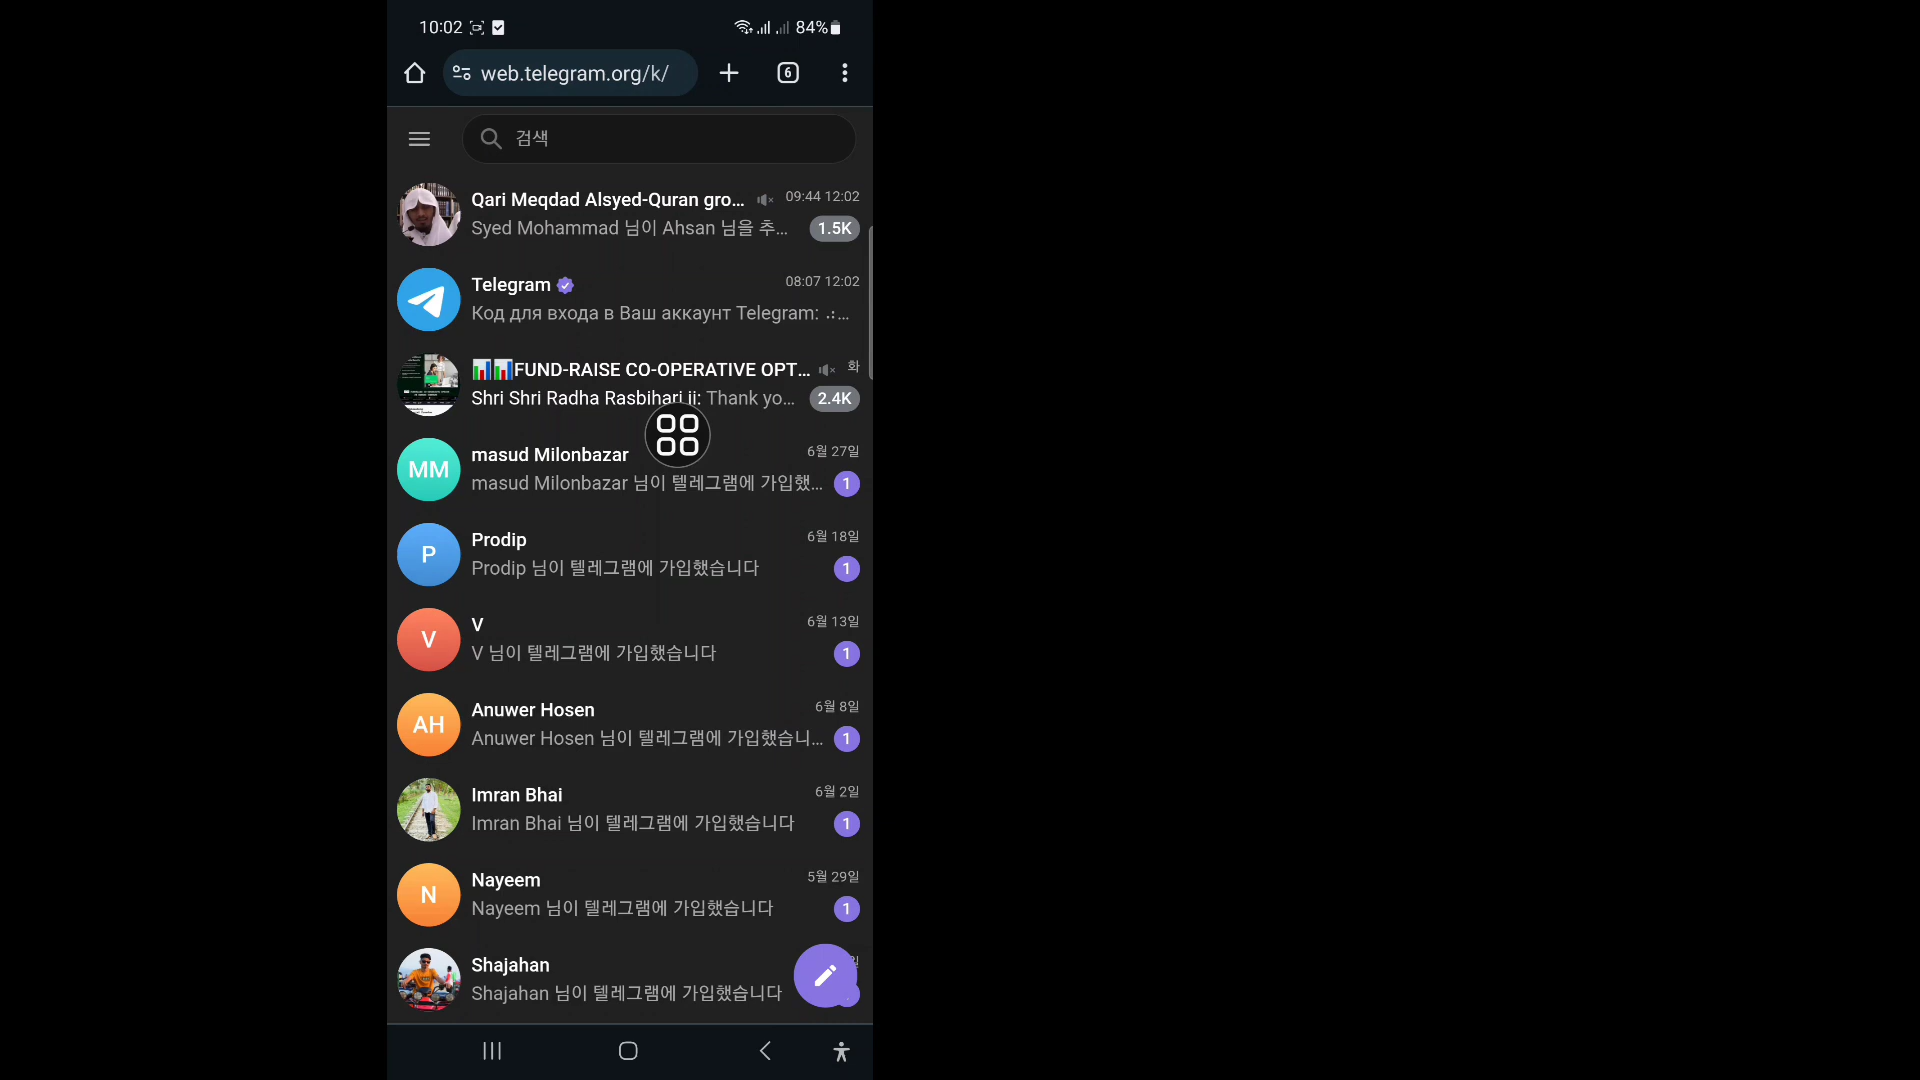 10:02
84%
web.telegram.org/k/
6
검색
Qari Meqdad Alsyed-Quran gro...
09:44 12:02
Syed Mohammad 님이 Ahsan 님을 추...
1.5K
Telegram
08:07 12:02
Код для входа в Ваш аккаунт Telegram:
FUND-RAISE CO-OPERATIVE OPT...
화
Shri Shri Radha Rasbihari ji: Thank yo...
2.4K
MM
masud Milonbazar
6월 27일
masud Milonbazar 님이 텔레그램에 가입했...
1
P
Prodip
6월 18일
Prodip 님이 텔레그램에 가입했습니다
1
V
V
6월 13일
V 님이 텔레그램에 가입했습니다
1
AH
Anuwer Hosen
6월 8일
Anuwer Hosen 님이 텔레그램에 가입했습니...
1
Imran Bhai
6월 2일
Imran Bhai 님이 텔레그램에 가입했습니다
1
N
Nayeem
5월 29일
Nayeem 님이 텔레그램에 가입했습니다
1
Shajahan
Shajahan 님이 텔레그램에 가입했습니다